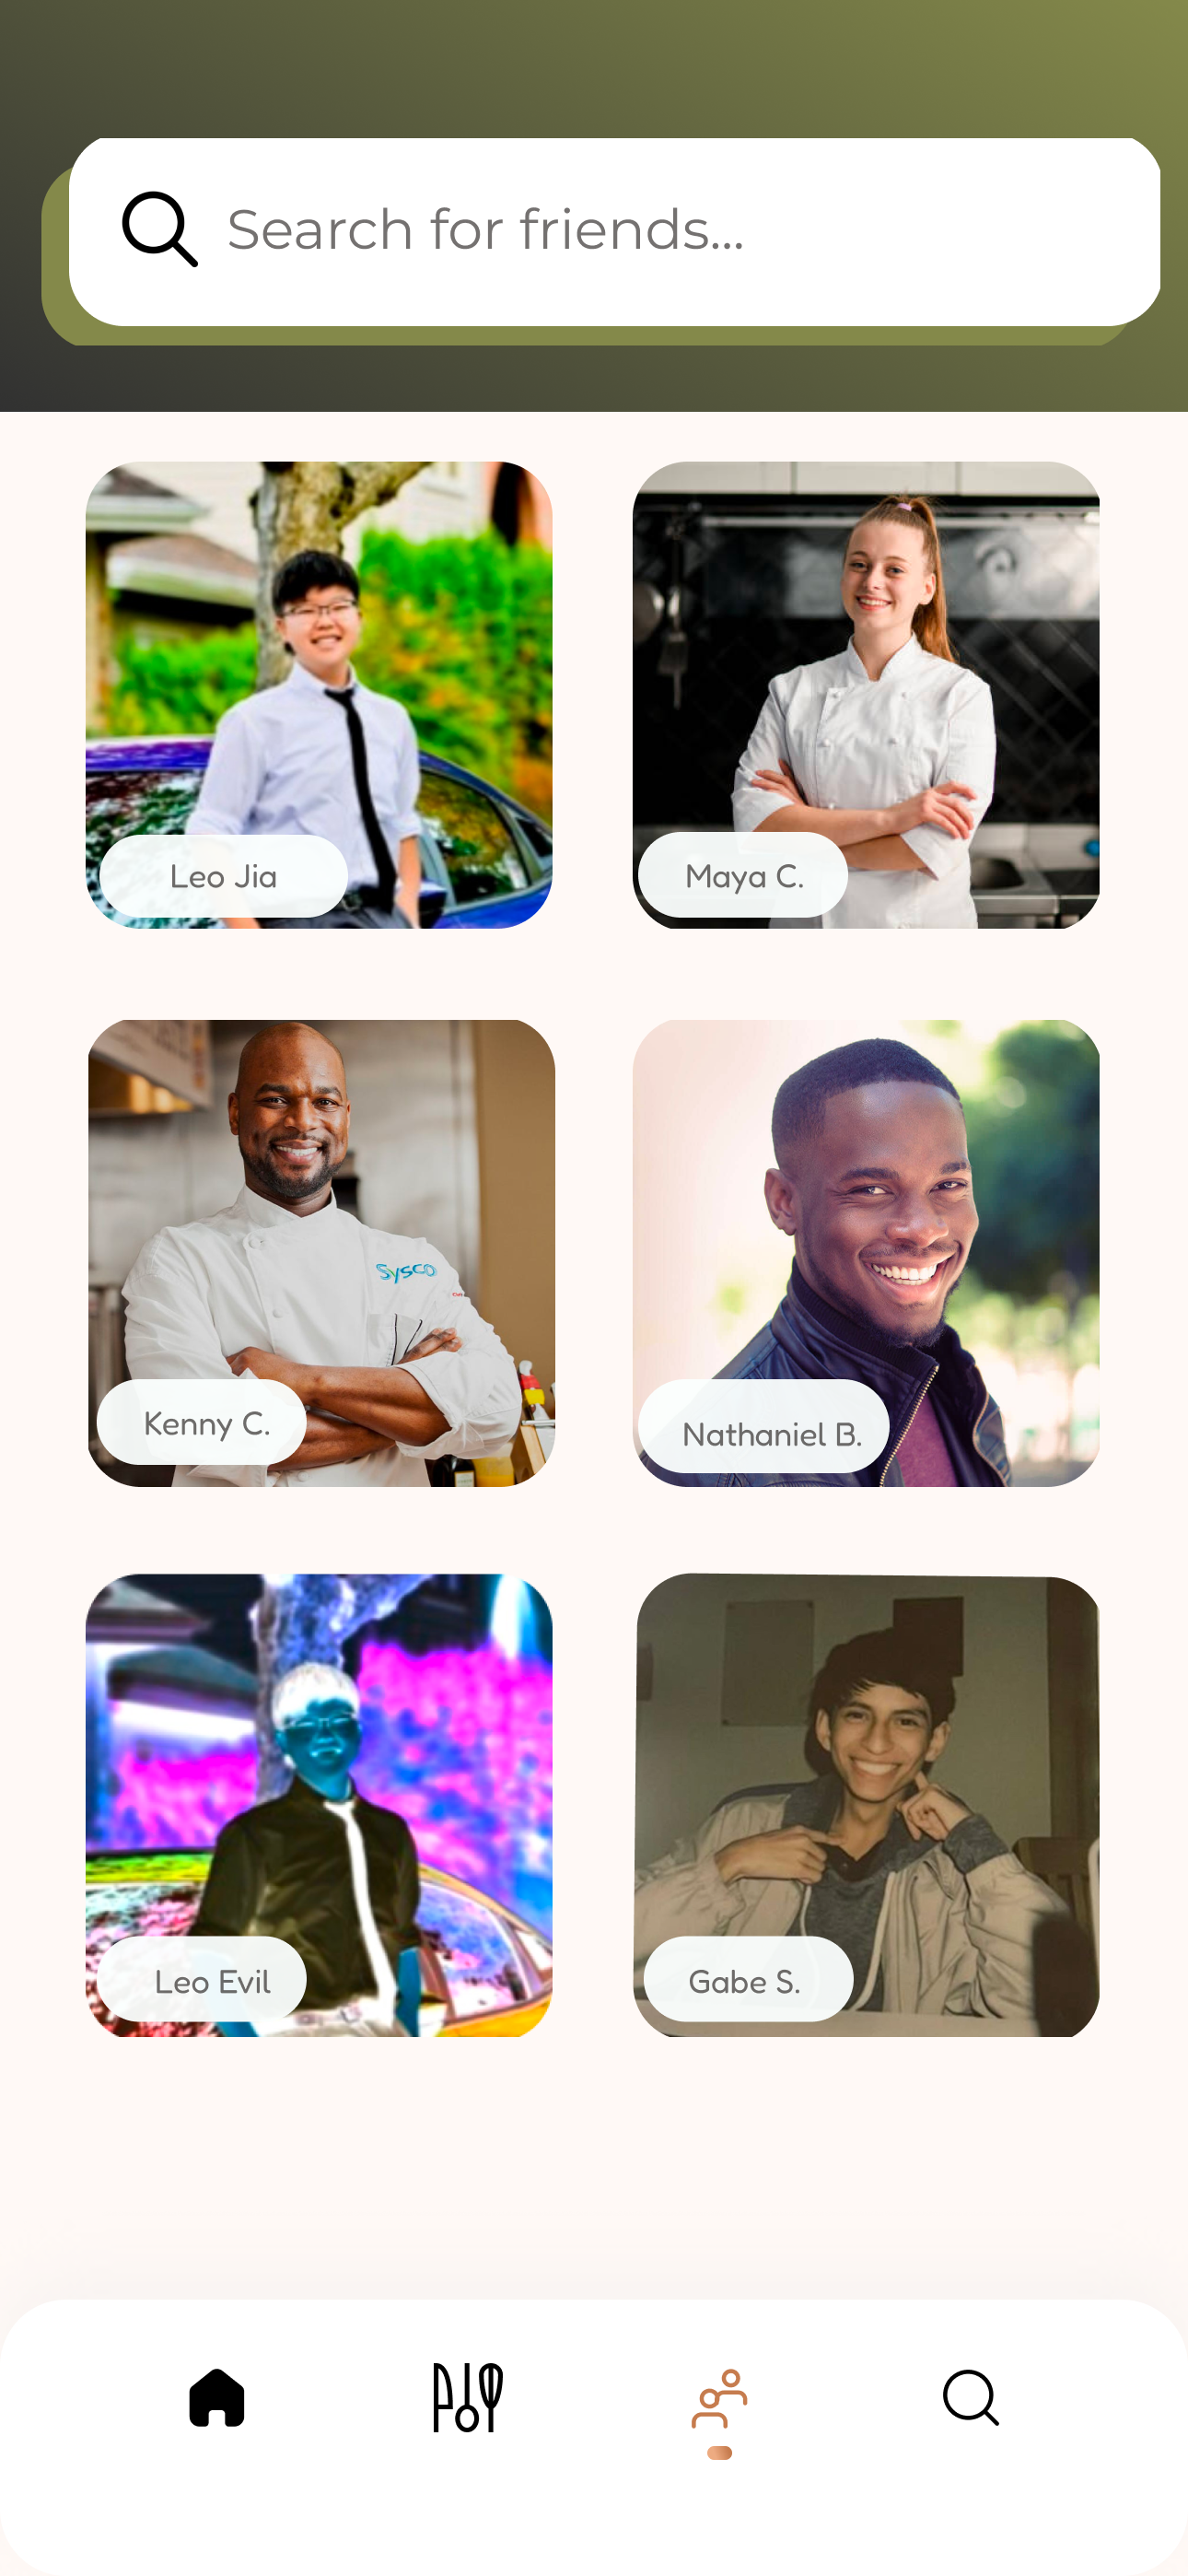 Search for friends...
Leo Jia
Maya C.
Sysco
Kenny C.
Nathaniel B.
Leo Evil
Gabe S.